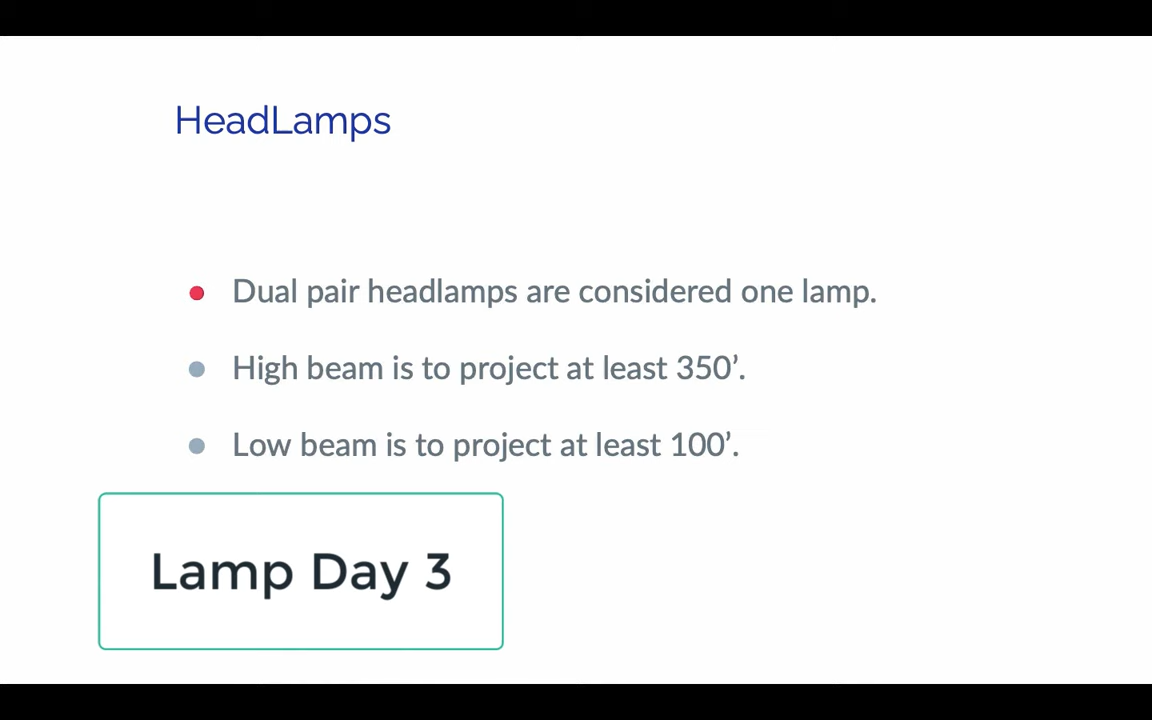 HeadLamps
Dual pair headlamps are considered one lamp.
High beam is to project at least 350’.
Low beam is to project at least 100’.
Lamp Day 3